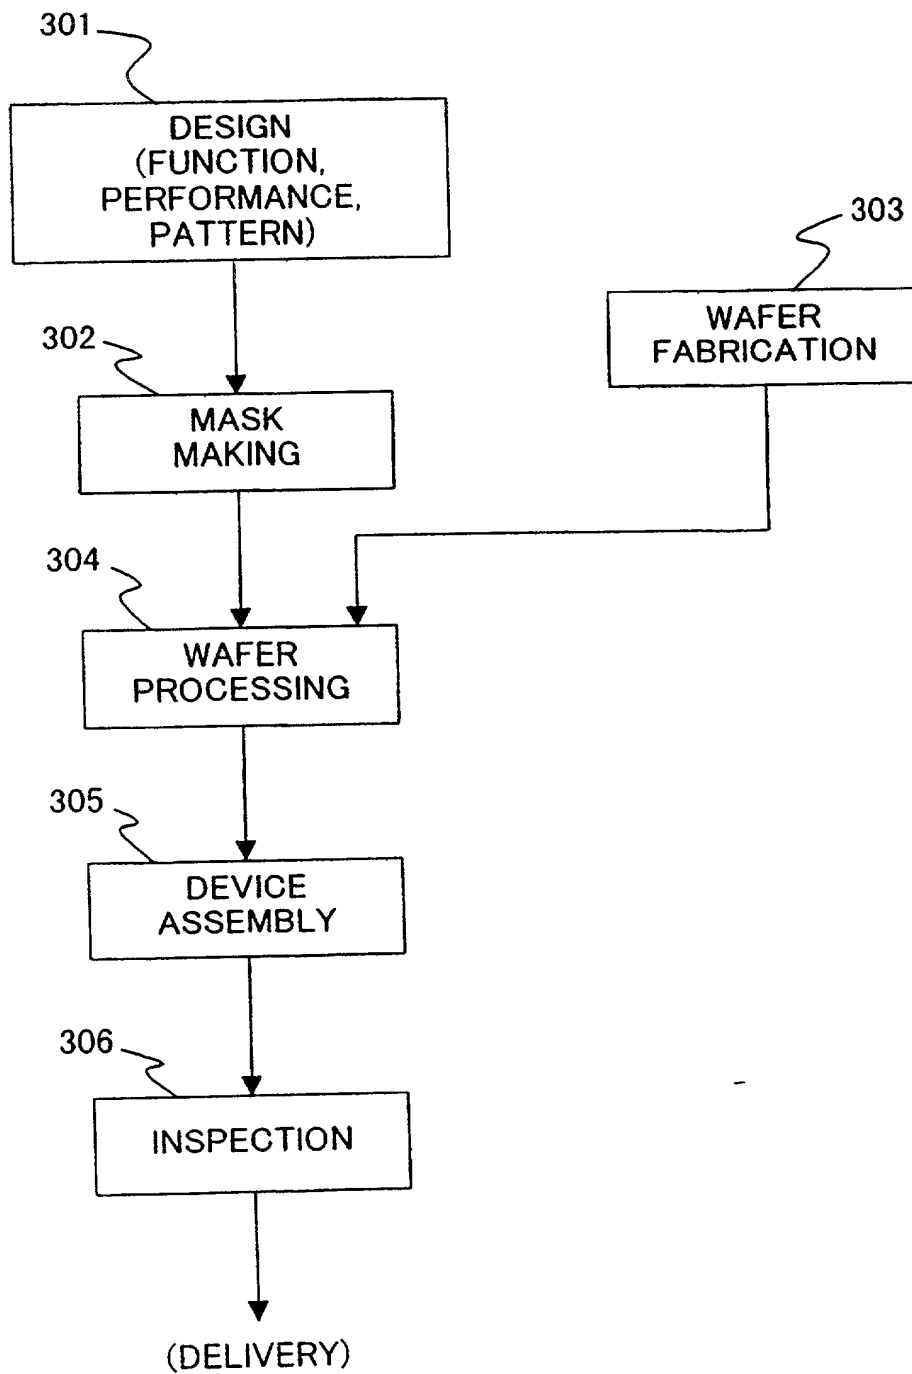 301
DESIGN
(FUNCTION,
PERFORMANCE,
PATTERN)
303
WAFER
FABRICATION
302
MASK
MAKING
304
WAFER
PROCESSING
305
DEVICE
ASSEMBLY
306
INSPECTION
(DELIVERY)